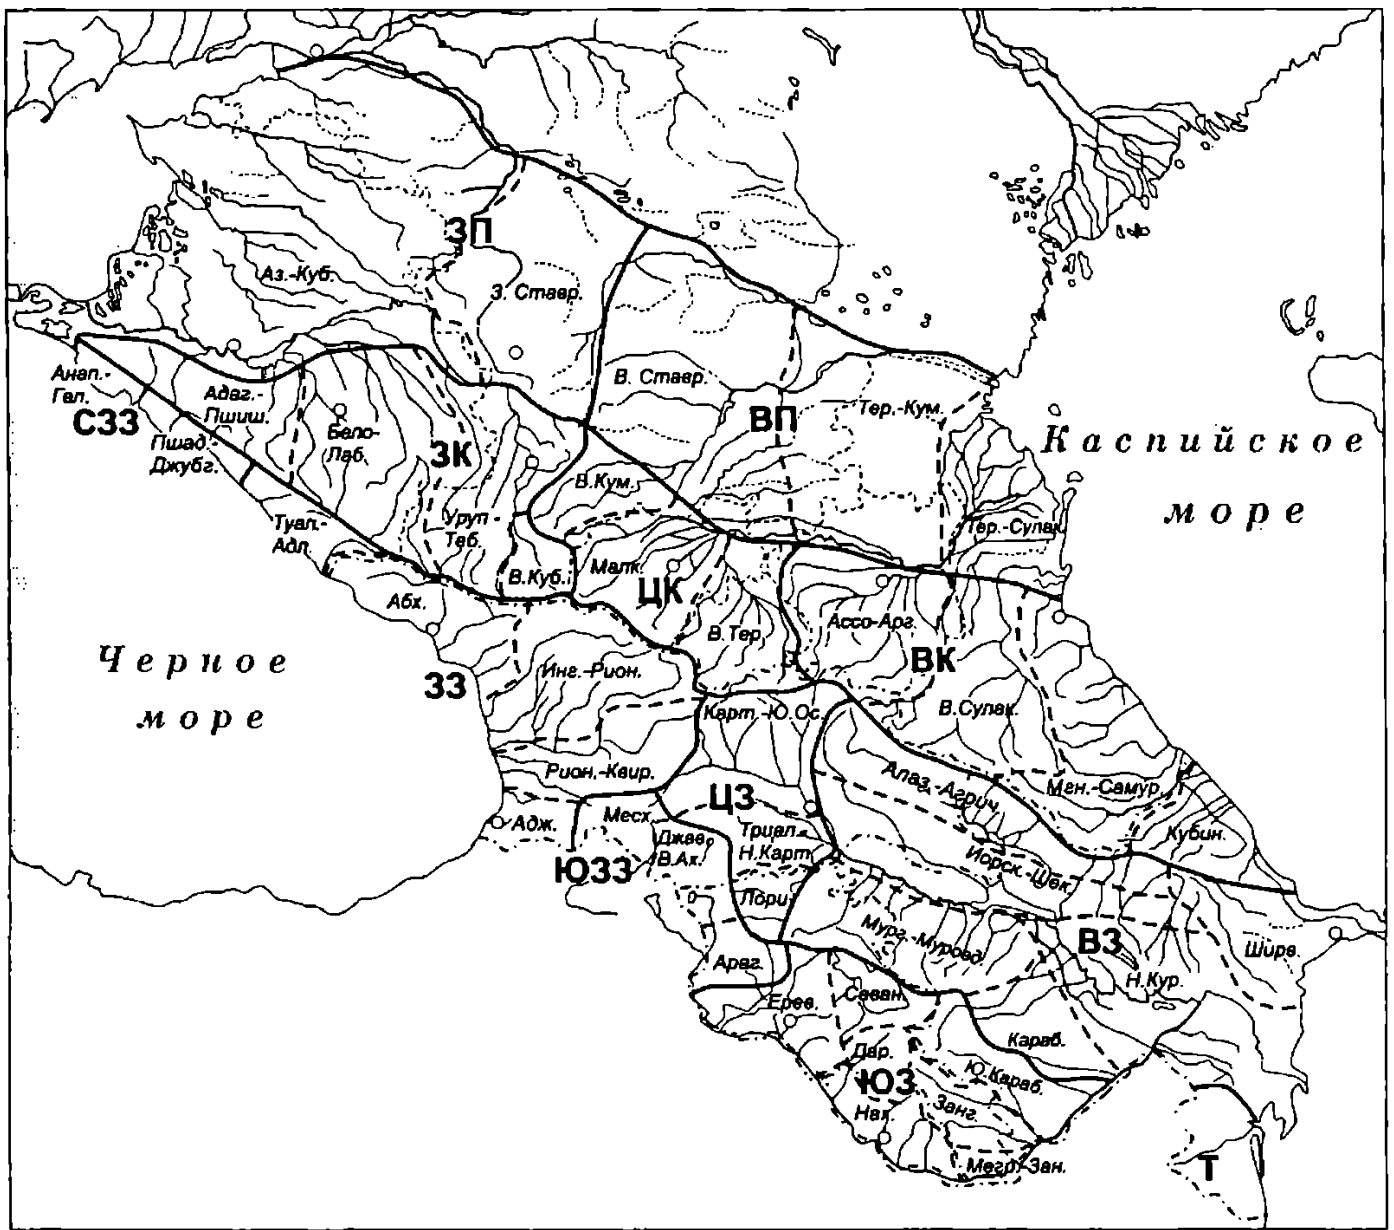 ЗП
Аз.-Куб.
З. Ставр.
Анап.-
Гел.
СЗЗ
Адаг.-
Пшиш.
Пшад.-
Джубг.
Бело-
Лаб.
ЗК
В. Ставр.
ВП
Тер.-Кум.
Каспийское
море
В.Кум.
Туап.-
Адл.
Уруп.-
Теб.
Тер.-Сулак.
В.Куб.
Малк.
ЦК
Абх.
В.Тер.
Ассо-Арг.
ВК
Черное
море
ЗЗ
Инг.-Рион.
Карт.-Ю.Ос.
В.Сулак.
Рион.-Квир.
ЦЗ
Алаз.-Агрич.
Мгн.-Самур.
Адж.
Месх.
ЮЗЗ
Джав.-
В.Ах.
Триал.-
Н.Карт.
Кубин.
Иорск.-Шек.
Лори
Мург.-Муровд.
ВЗ
Ширв.
Араг.
Н.Кур.
Ерев.
Севан.
Караб.
Дар.
ЮЗ
Ю.Караб.
Занг.
Нах.
Мегр.-Зан.
Т